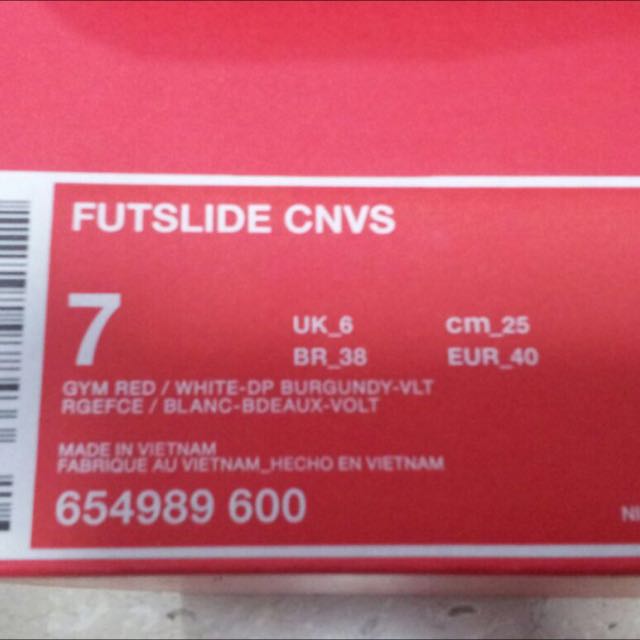 FUTSLIDE CNVS
7
UK_6 cm_25
BR_38 EUR_40
GYM RED / WHITE-DP BURGUNDY-VLT
RGEFCE / BLANC-BDEAUX-VOLT
MADE IN VIETNAM
FABRIQUE AU VIETNAM_HECHO EN VIETNAM
654989 600